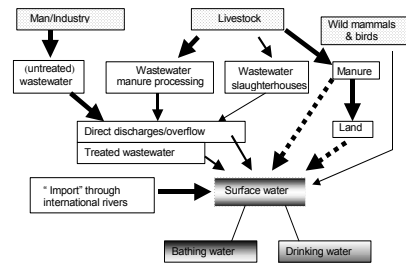 Man/Industry
Livestock
Wild mammals
& birds
(untreated)
wastewater
Wastewater
manure processing
Wastewater
slaughterhouses
Manure
Direct discharges/overflow
Land
Treated wastewater
" Import" through
international rivers
Surface water
Bathing water
Drinking water